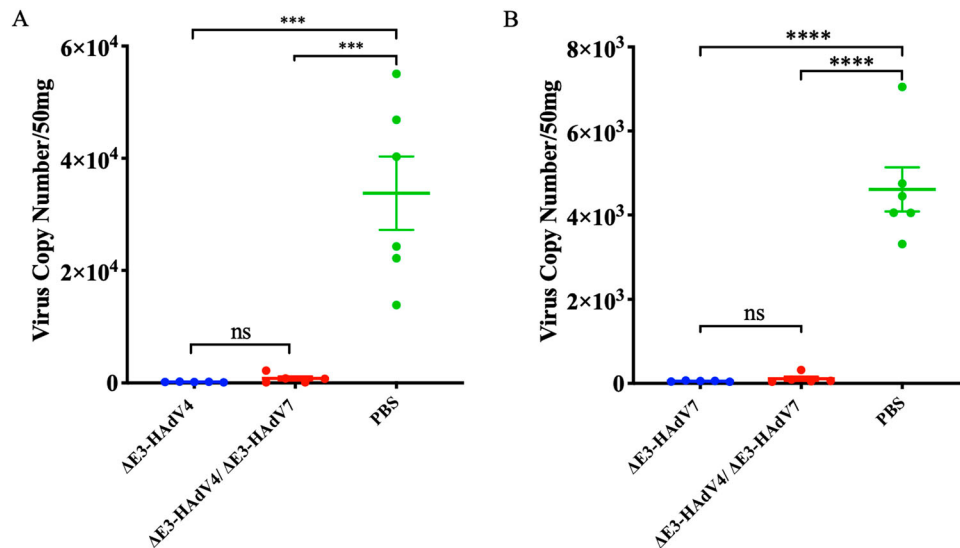 A
***
***
6×10⁴
4×10⁴
2×10⁴
0
Virus Copy Number/50mg
ns
ΔE3-HAdV4
ΔE3-HAdV4/ ΔE3-HAdV7
PBS
B
****
****
8×10³
6×10³
4×10³
2×10³
0
Virus Copy Number/50mg
ns
ΔE3-HAdV7
ΔE3-HAdV4/ ΔE3-HAdV7
PBS